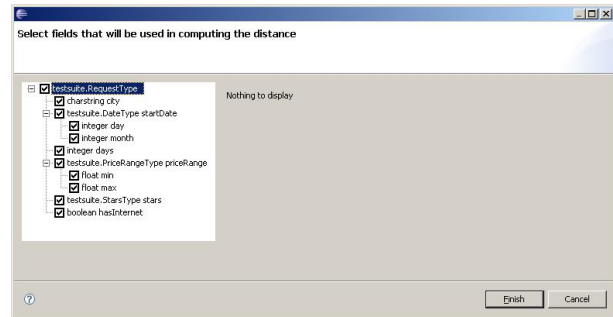 Select fields that will be used in computing the distance
testsuite.RequestType
charstring city
testsuite.DateType startDate
integer day
integer month
integer days
testsuite.PriceRangeType priceRange
float min
float max
testsuite.StarsType stars
boolean hasInternet
Nothing to display
?
Finish
Cancel